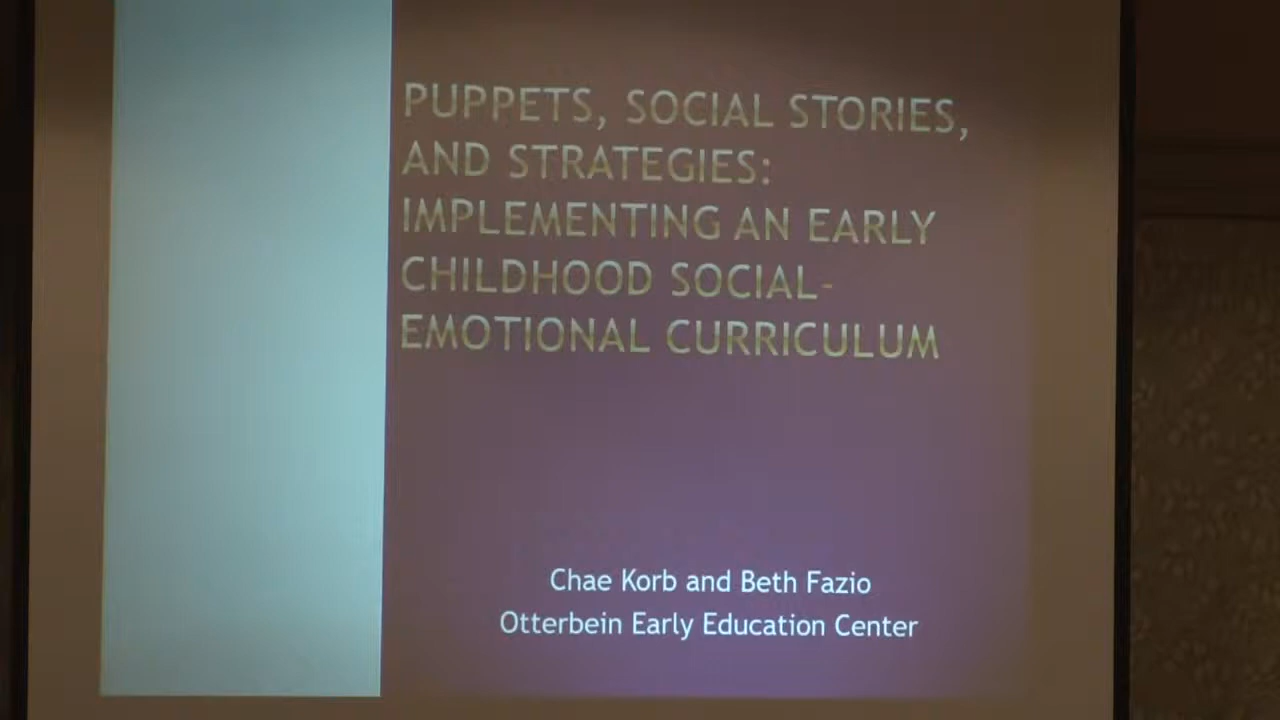 PUPPETS, SOCIAL STORIES,
AND STRATEGIES:
IMPLEMENTING AN EARLY
CHILDHOOD SOCIAL-
EMOTIONAL CURRICULUM
Chae Korb and Beth Fazio
Otterbein Early Education Center